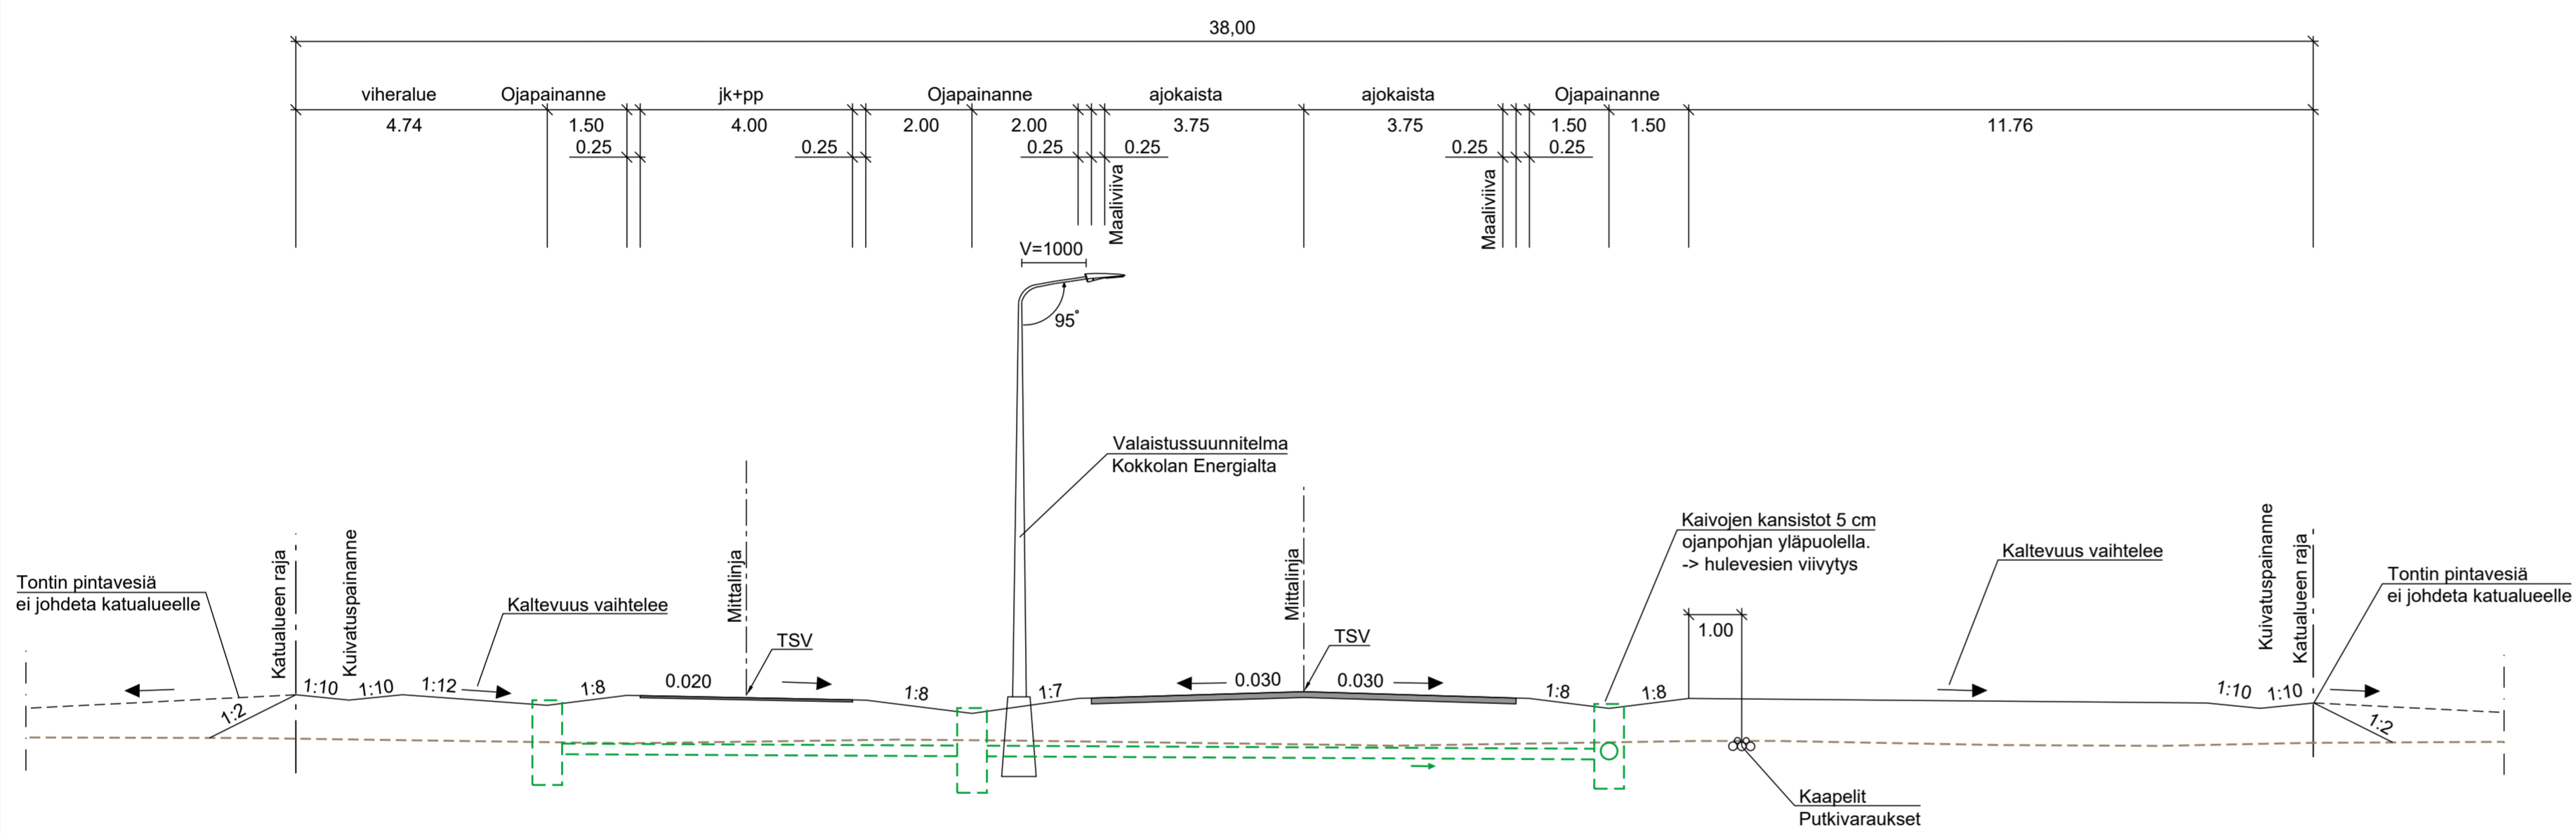 38,00
viheralue Ojapainanne jk+pp Ojapainanne ajokaista ajokaista Ojapainanne
4.74 1.50 4.00 2.00 2.00 3.75 3.75 1.50 1.50 11.76
0.25 0.25 0.25 0.25 0.25 0.25
Maaliviiva
Maaliviiva
V=1000
95°
Valaistussuunnitelma
Kokkolan Energialta
Kaivojen kansistot 5 cm
ojanpohjan yläpuolella.
-> hulevesien viivytys
Kaltevuus vaihtelee
Tontin pintavesiä
ei johdeta katualueelle
Katualueen raja
Kuivatuspainanne
Kaltevuus vaihtelee
Mittalinja
TSV
Mittalinja
TSV
1.00
Kuivatuspainanne
Katualueen raja
Tontin pintavesiä
ei johdeta katualueelle
1:2 1:10 1:10 1:12 1:8 0.020 1:8 1:7 0.030 0.030 1:8 1:8 1:10 1:10 1:2
Kaapelit
Putkivaraukset